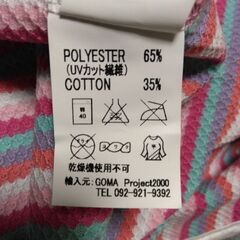 POLYESTER 65%
(UVカット繊維)
COTTON 35%
弱
40
乾燥機使用不可
輸入元:GOMA Project2000
TEL 092-921-9392